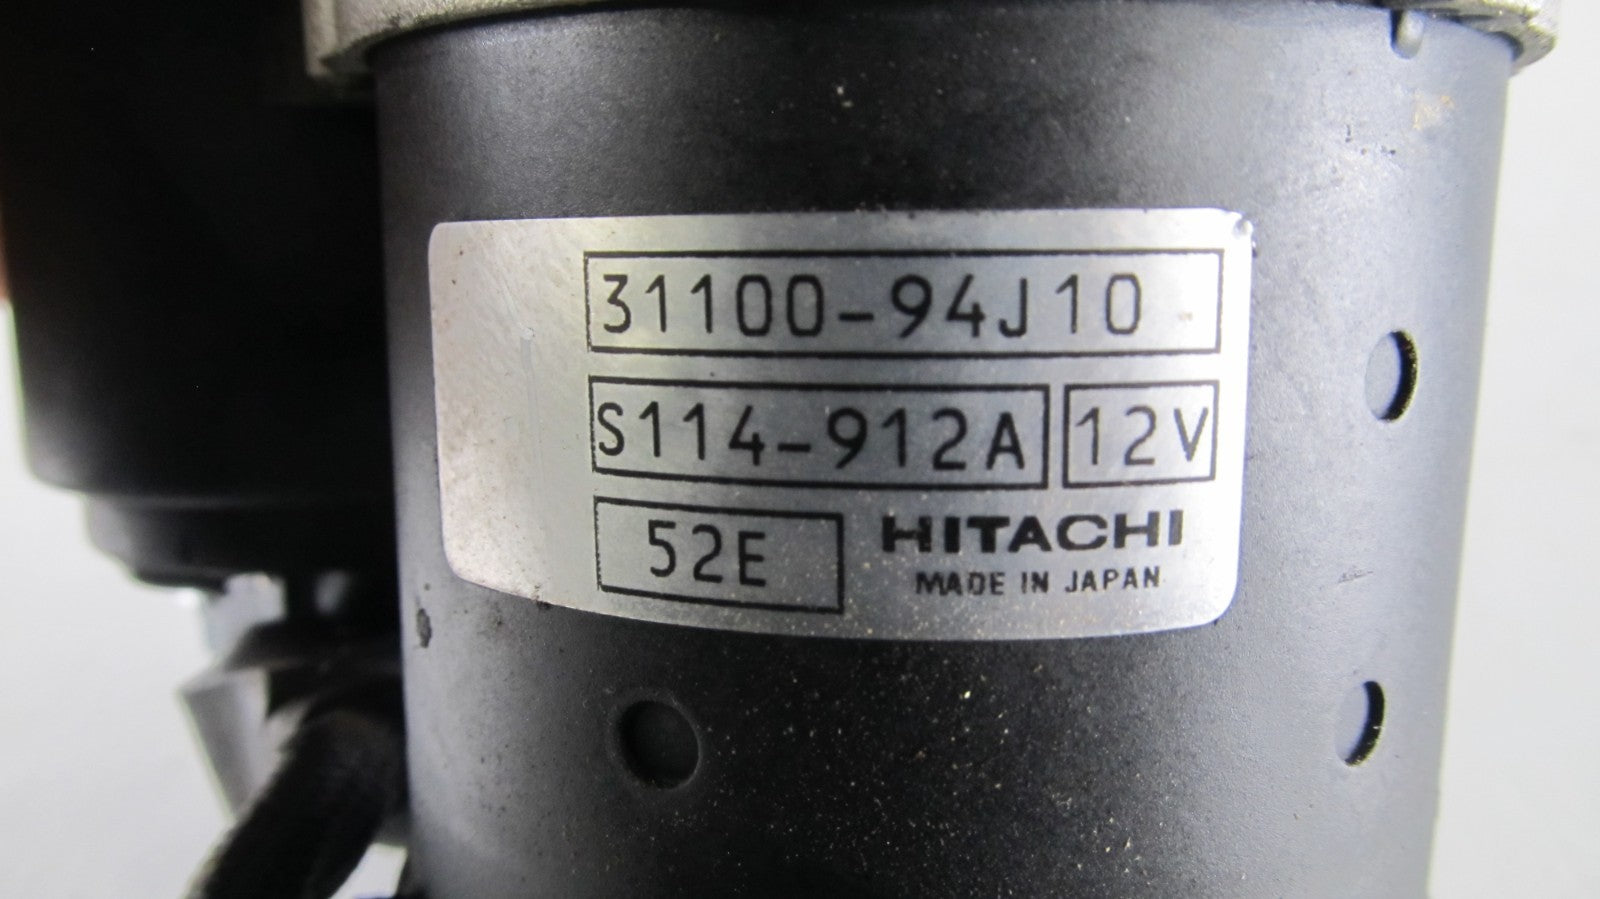 31100-94J10
S114-912A 12V
52E HITACHI
MADE IN JAPAN